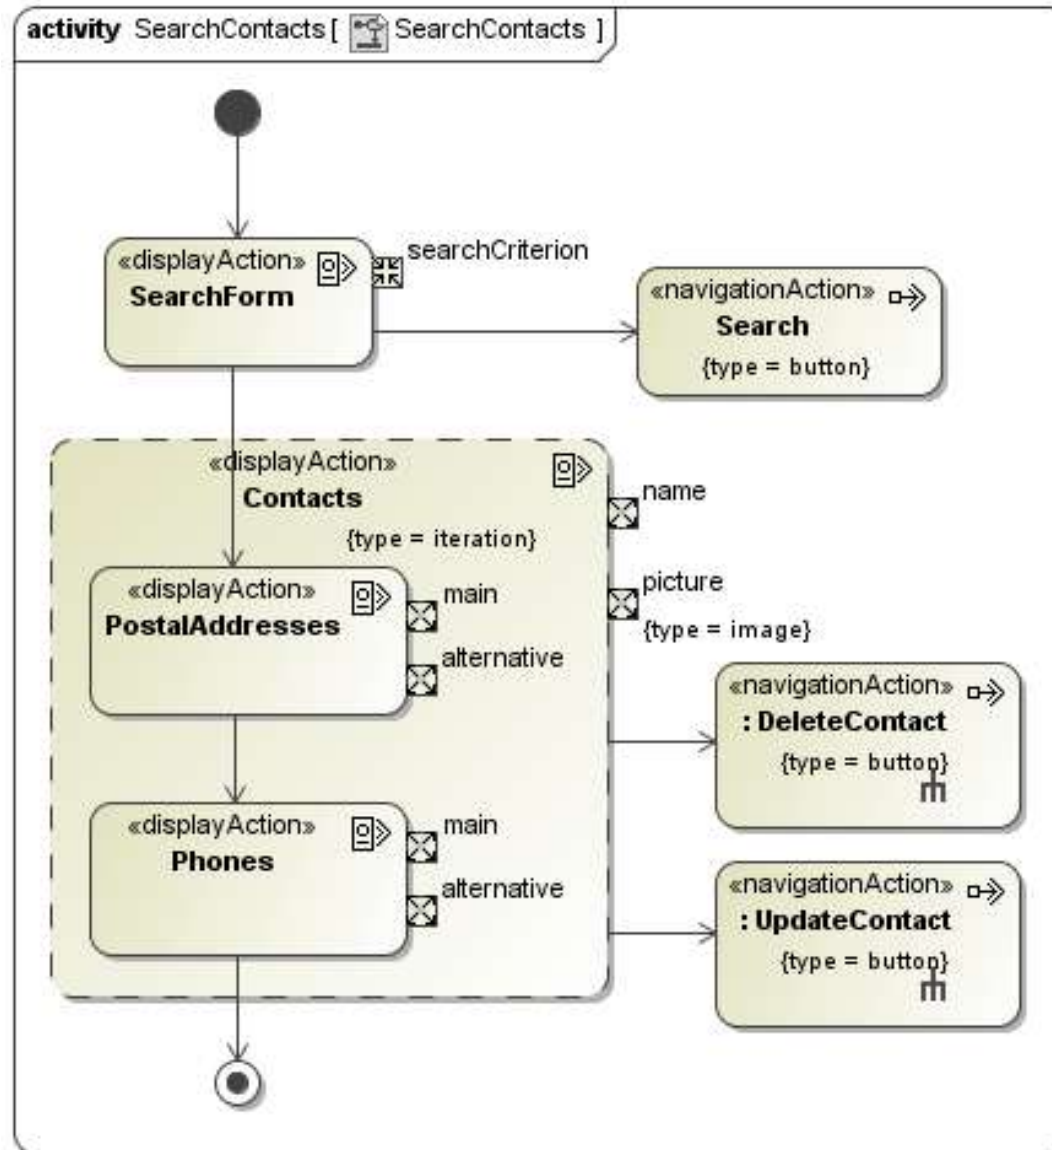 activity SearchContacts [ SearchContacts ]
«displayAction»
SearchForm
searchCriterion
«navigationAction»
Search
{type = button}
«displayAction»
Contacts
{type = iteration}
name
picture
{type = image}
«displayAction»
PostalAddresses
main
alternative
«navigationAction»
: DeleteContact
{type = button}
«displayAction»
Phones
main
alternative
«navigationAction»
: UpdateContact
{type = button}